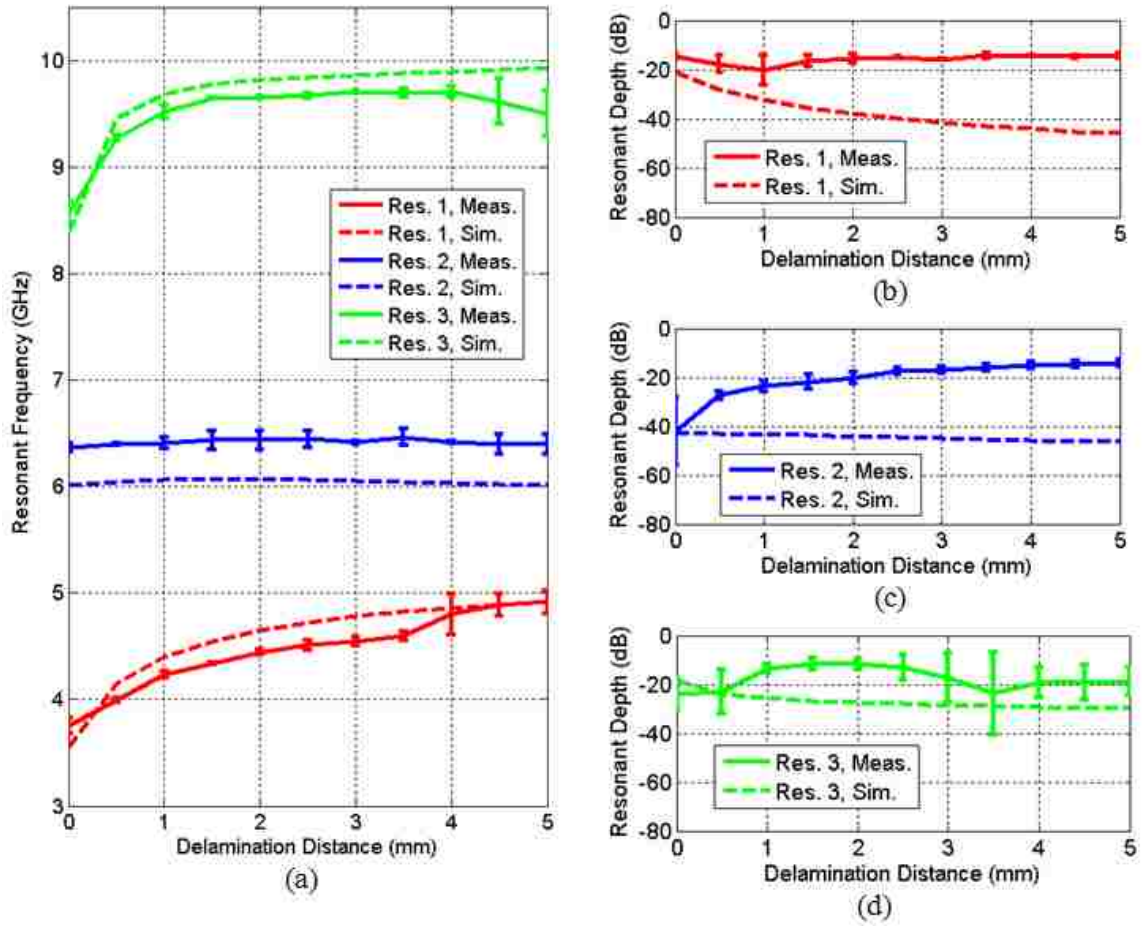 Resonant Frequency (GHz)
10
9
8
7
6
5
4
3
0 1 2 3 4 5
Delamination Distance (mm)
Res. 1, Meas.
Res. 1, Sim.
Res. 2, Meas.
Res. 2, Sim.
Res. 3, Meas.
Res. 3, Sim.
(a)
Resonant Depth (dB)
0
-20
-40
-60
-80
0 1 2 3 4 5
Delamination Distance (mm)
Res. 1, Meas.
Res. 1, Sim.
(b)
Resonant Depth (dB)
0
-20
-40
-60
-80
0 1 2 3 4 5
Delamination Distance (mm)
Res. 2, Meas.
Res. 2, Sim.
(c)
Resonant Depth (dB)
0
-20
-40
-60
-80
0 1 2 3 4 5
Delamination Distance (mm)
Res. 3, Meas.
Res. 3, Sim.
(d)